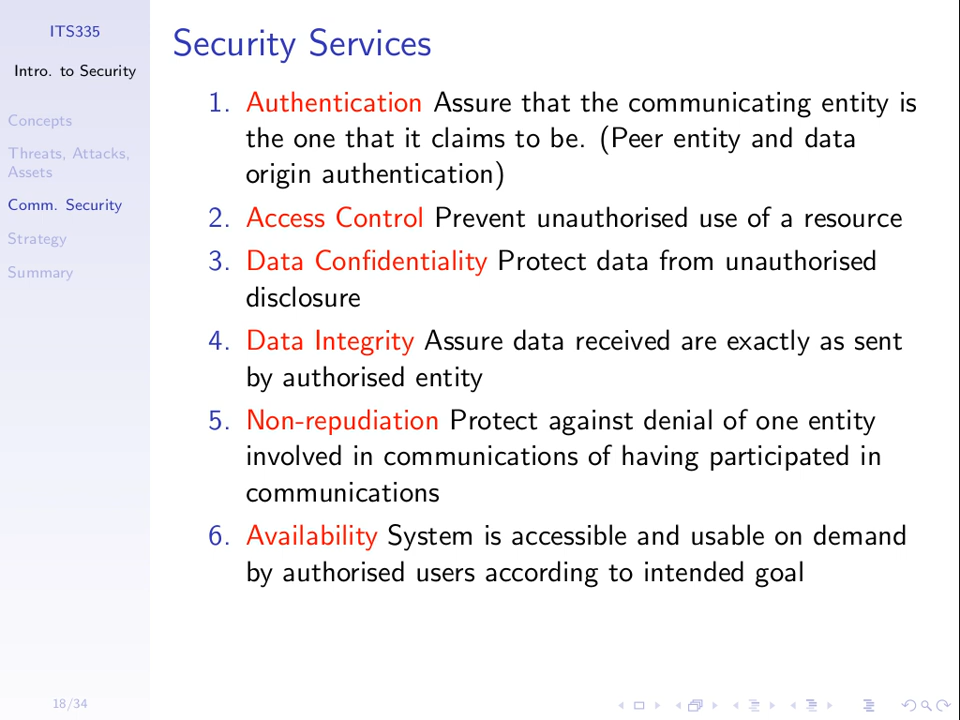 ITS335
Intro. to Security
Concepts
Threats, Attacks,
Assets
Comm. Security
Strategy
Summary
Security Services
1. Authentication Assure that the communicating entity is
the one that it claims to be. (Peer entity and data
origin authentication)
2. Access Control Prevent unauthorised use of a resource
3. Data Confidentiality Protect data from unauthorised
disclosure
4. Data Integrity Assure data received are exactly as sent
by authorised entity
5. Non-repudiation Protect against denial of one entity
involved in communications of having participated in
communications
6. Availability System is accessible and usable on demand
by authorised users according to intended goal
18/34